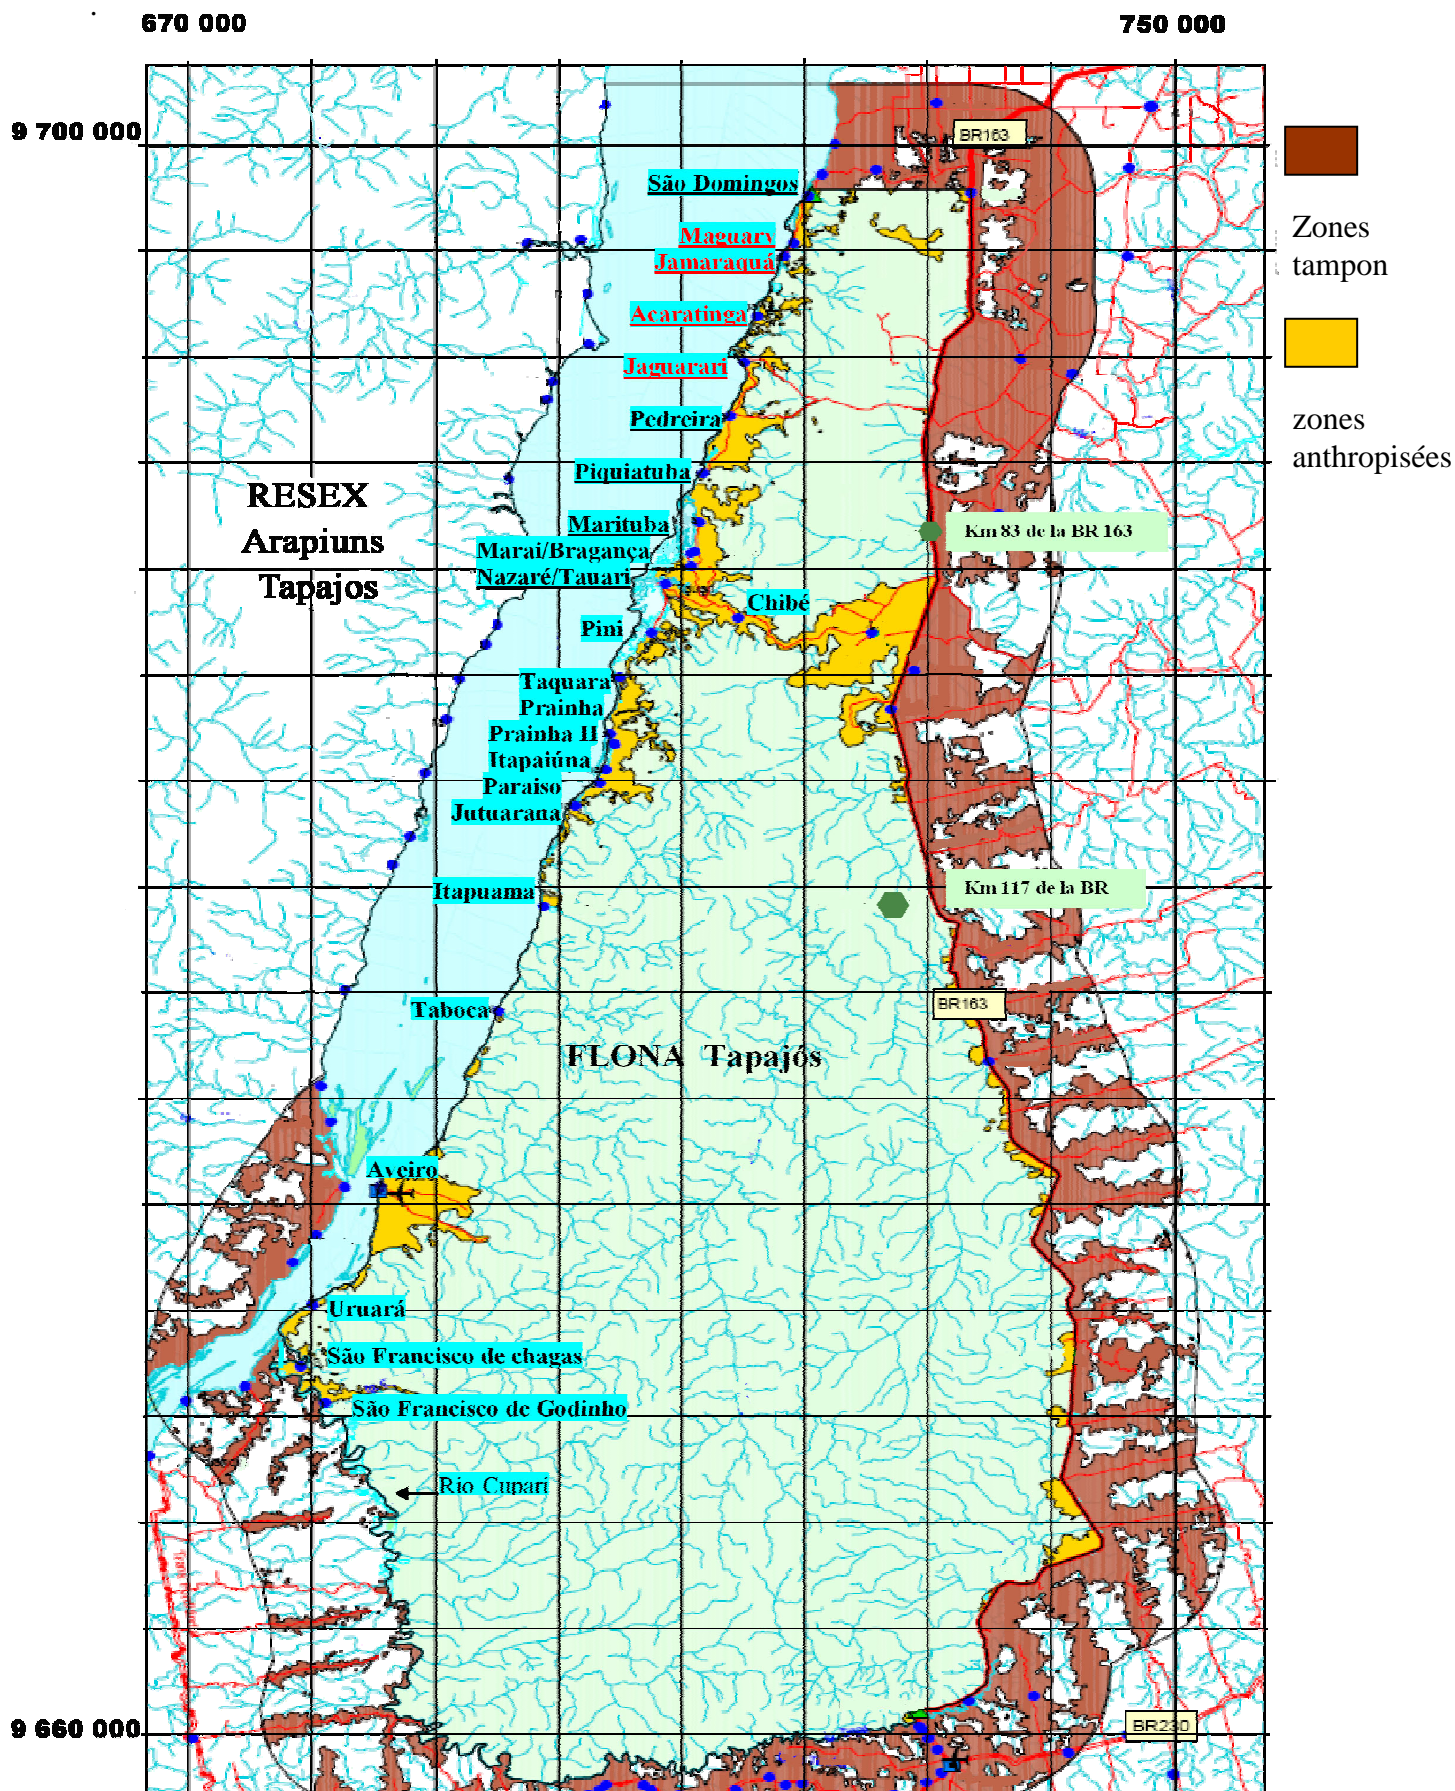 670 000
750 000
9 700 000
BR163
São Domingos
Zones
tampon
Maguary
Jamaraquá
Acaratinga
Jaguarari
Pedreira
zones
anthropisées
Piquiatuba
RESEX
Arapiuns
Tapajos
Marituba
Km 83 de la BR 163
Marai/Bragança
Nazaré/Tauari
Chibé
Pini
Taquara
Prainha
Prainha II
Itapaiúna
Paraiso
Jutuarana
Itapuama
Km 117 de la BR
BR163
Taboca
FLONA Tapajós
Aveiro
Uruará
São Francisco de chagas
São Francisco de Godinho
Rio Cupari
9 660 000
BR230